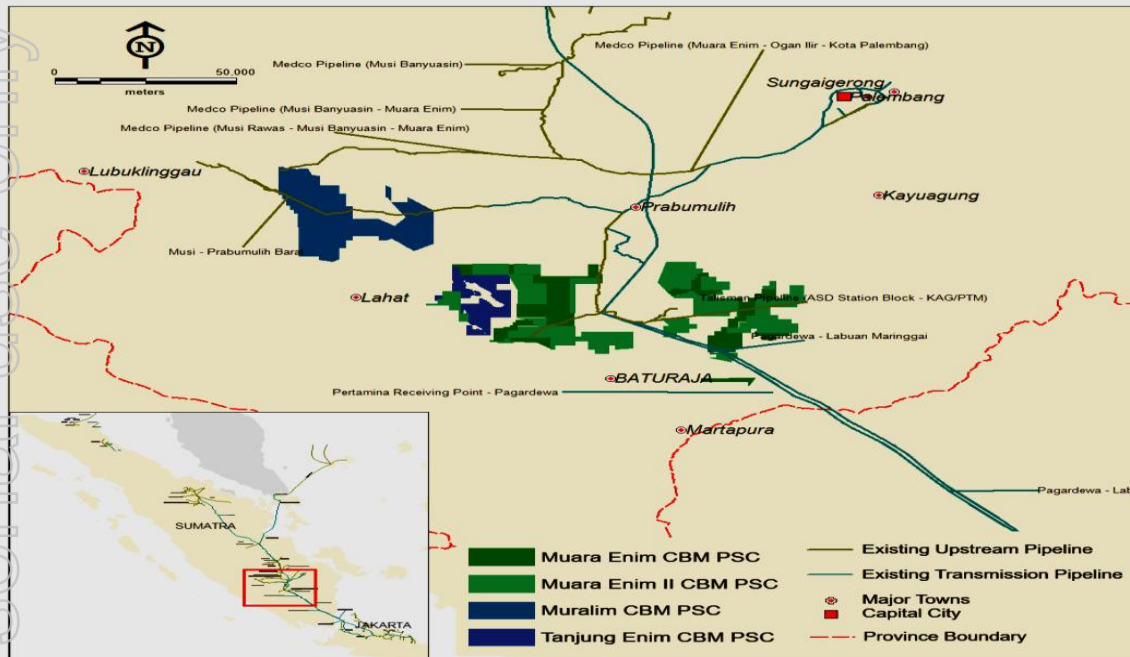 N
0 50,000
meters
Medco Pipeline (Muara Enim - Ogan Ilir - Kota Palembang)
Medco Pipeline (Musi Banyuasin)
Sungaigerong
Palembang
Medco Pipeline (Musi Banyuasin - Muara Enim)
Medco Pipeline (Musi Rawas - Musi Banyuasin - Muara Enim)
Lubuklinggau
Kayuagung
Prabumulih
Musi - Prabumulih Barat
Lahat
Talisman Pipeline (ASD Station Block - KAG/PTM)
Pagardewa - Labuan Maringgai
BATURAJA
Pertamina Receiving Point - Pagardewa
Martapura
Pagardewa - Lab
SUMATRA
JAKARTA
Muara Enim CBM PSC
Muara Enim II CBM PSC
Muralim CBM PSC
Tanjung Enim CBM PSC
Existing Upstream Pipeline
Existing Transmission Pipeline
Major Towns
Capital City
Province Boundary